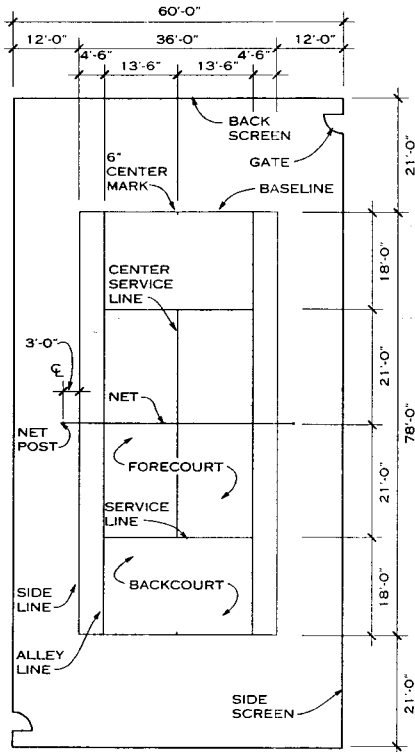 60'-0"
12'-0"
36'-0"
12'-0"
4'-6"
4'-6"
13'-6"
13'-6"
BACK
SCREEN
GATE
6"
CENTER
MARK
BASELINE
21'-0"
18'-0"
CENTER
SERVICE
LINE
21'-0"
3'-0"
℄
NET
78'-0"
NET
POST
FORECOURT
21'-0"
SERVICE
LINE
BACKCOURT
18'-0"
SIDE
LINE
ALLEY
LINE
SIDE
SCREEN
21'-0"